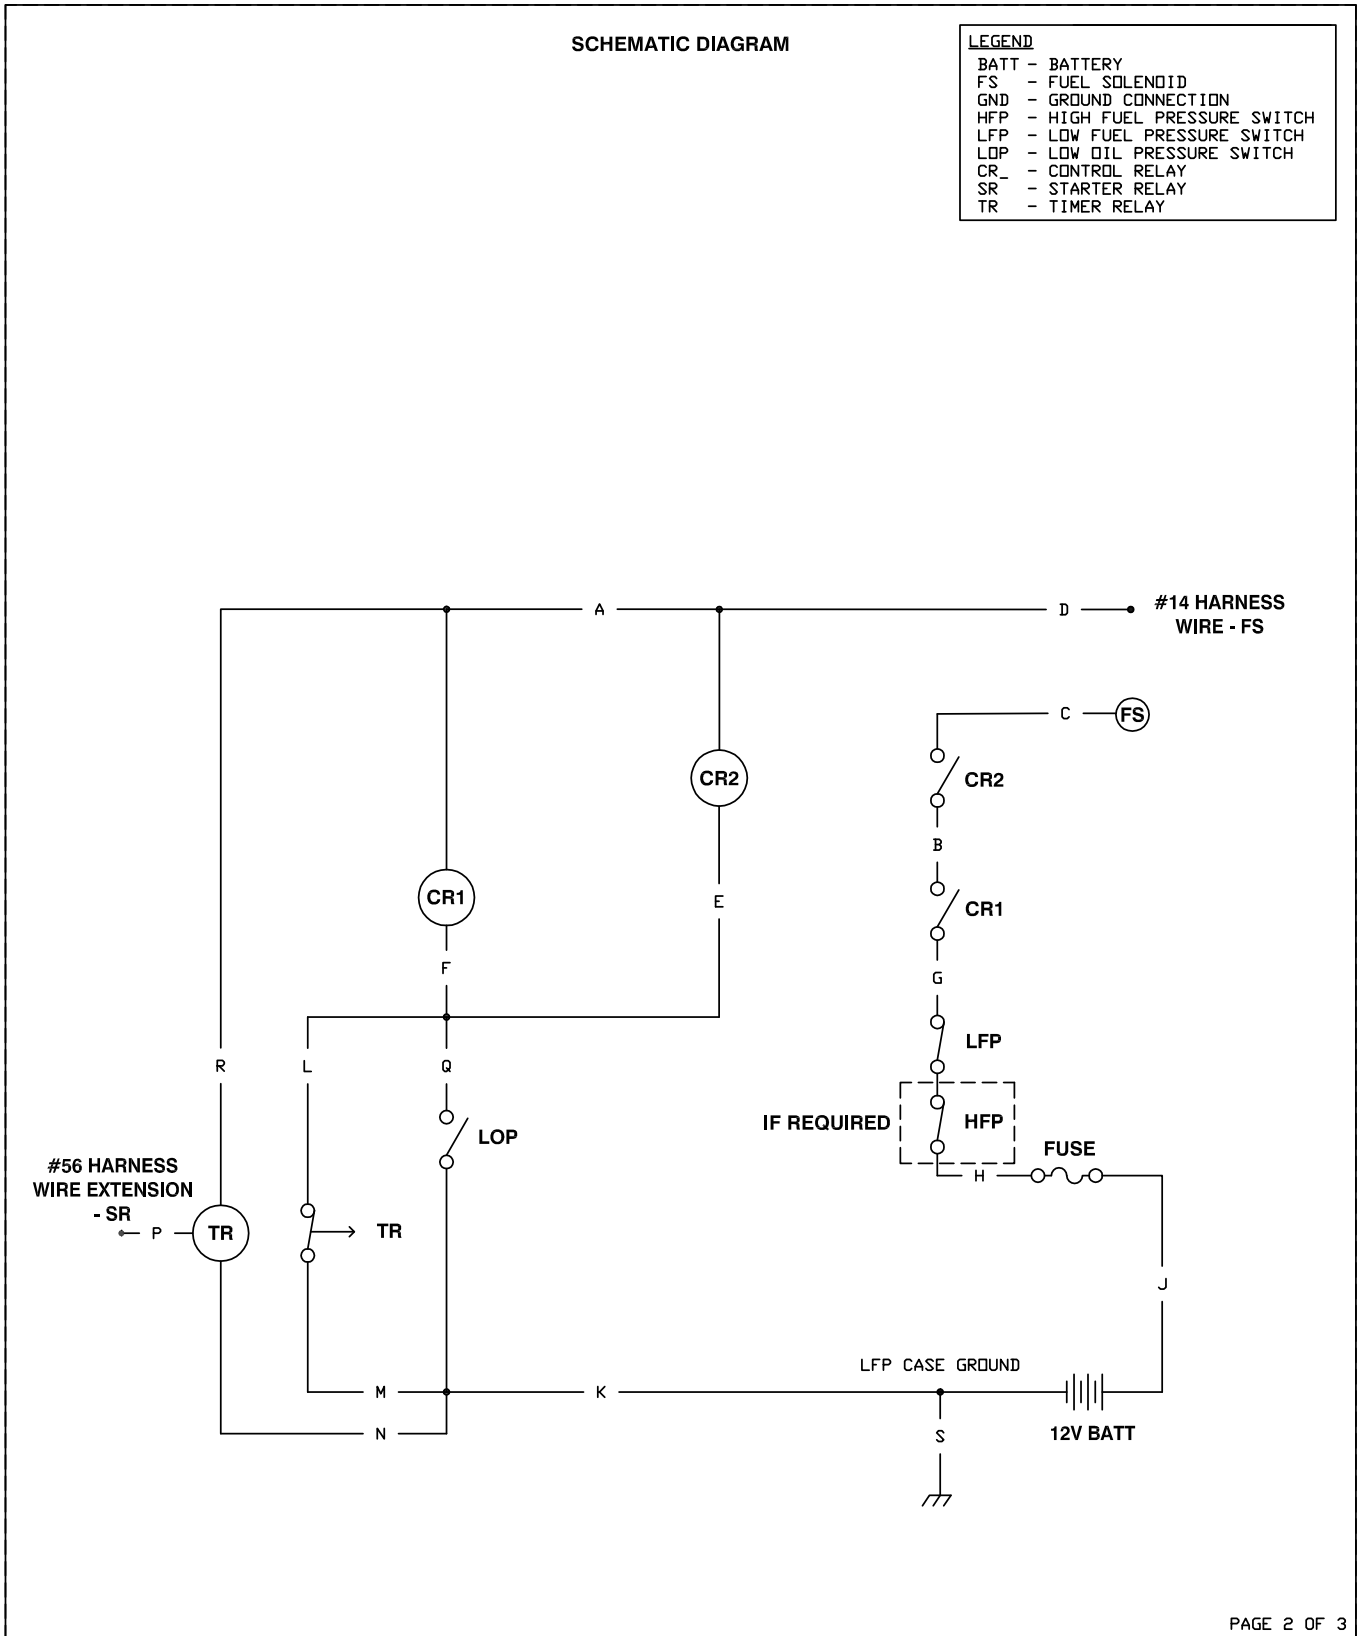 SCHEMATIC DIAGRAM
LEGEND
BATT - BATTERY
FS - FUEL SOLENOID
GND - GROUND CONNECTION
HFP - HIGH FUEL PRESSURE SWITCH
LFP - LOW FUEL PRESSURE SWITCH
LOP - LOW OIL PRESSURE SWITCH
CR_ - CONTROL RELAY
SR - STARTER RELAY
TR - TIMER RELAY
A
D
#14 HARNESS
WIRE - FS
C
FS
CR2
CR2
B
CR1
E
CR1
F
G
LFP
R
L
Q
IF REQUIRED
HFP
LOP
FUSE
H
#56 HARNESS
WIRE EXTENSION
- SR
P
TR
TR
J
LFP CASE GROUND
M
K
N
S
12V BATT
PAGE 2 OF 3